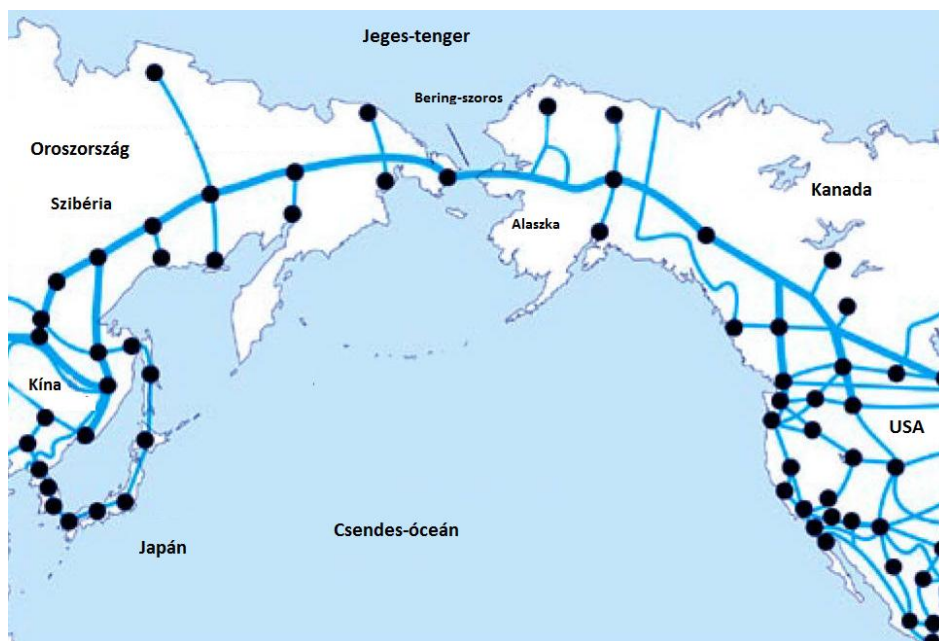 Jeges-tenger
Bering-szoros
Oroszország
Szibéria
Kanada
Alaszka
Kína
USA
Japán
Csendes-óceán